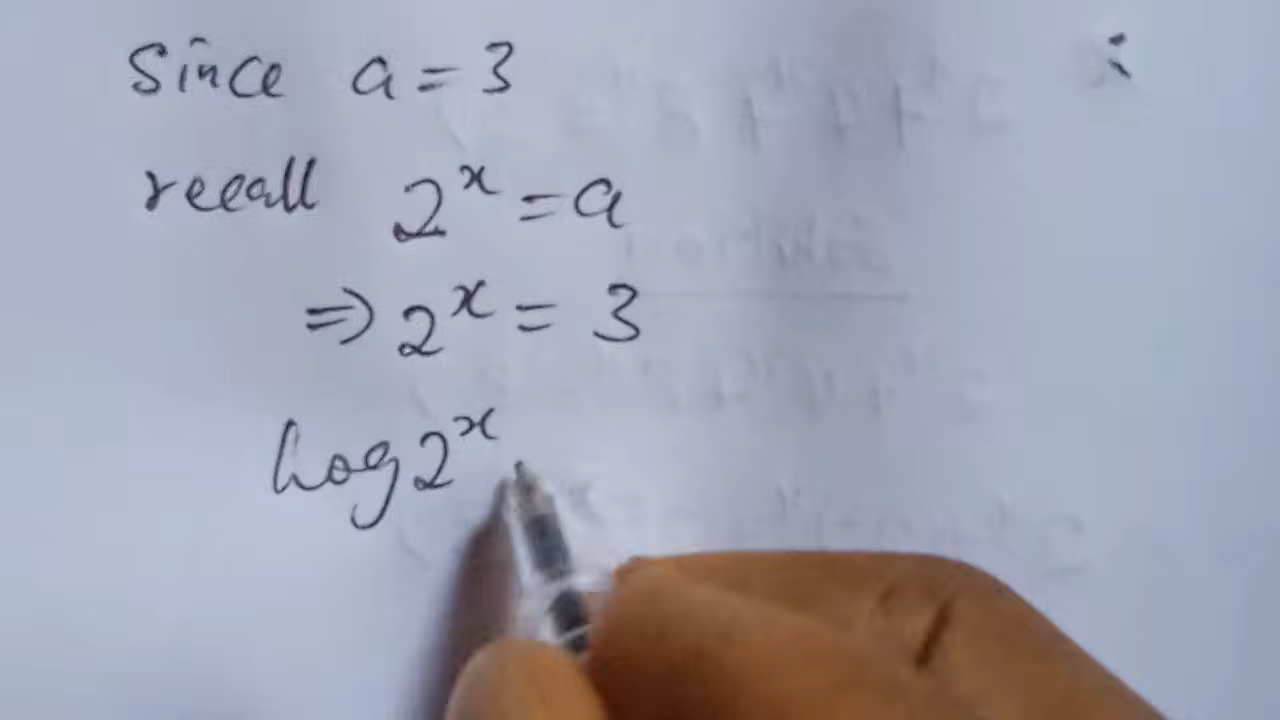 Since a = 3
recall 2^x = a
⇒ 2^x = 3
Log 2^x